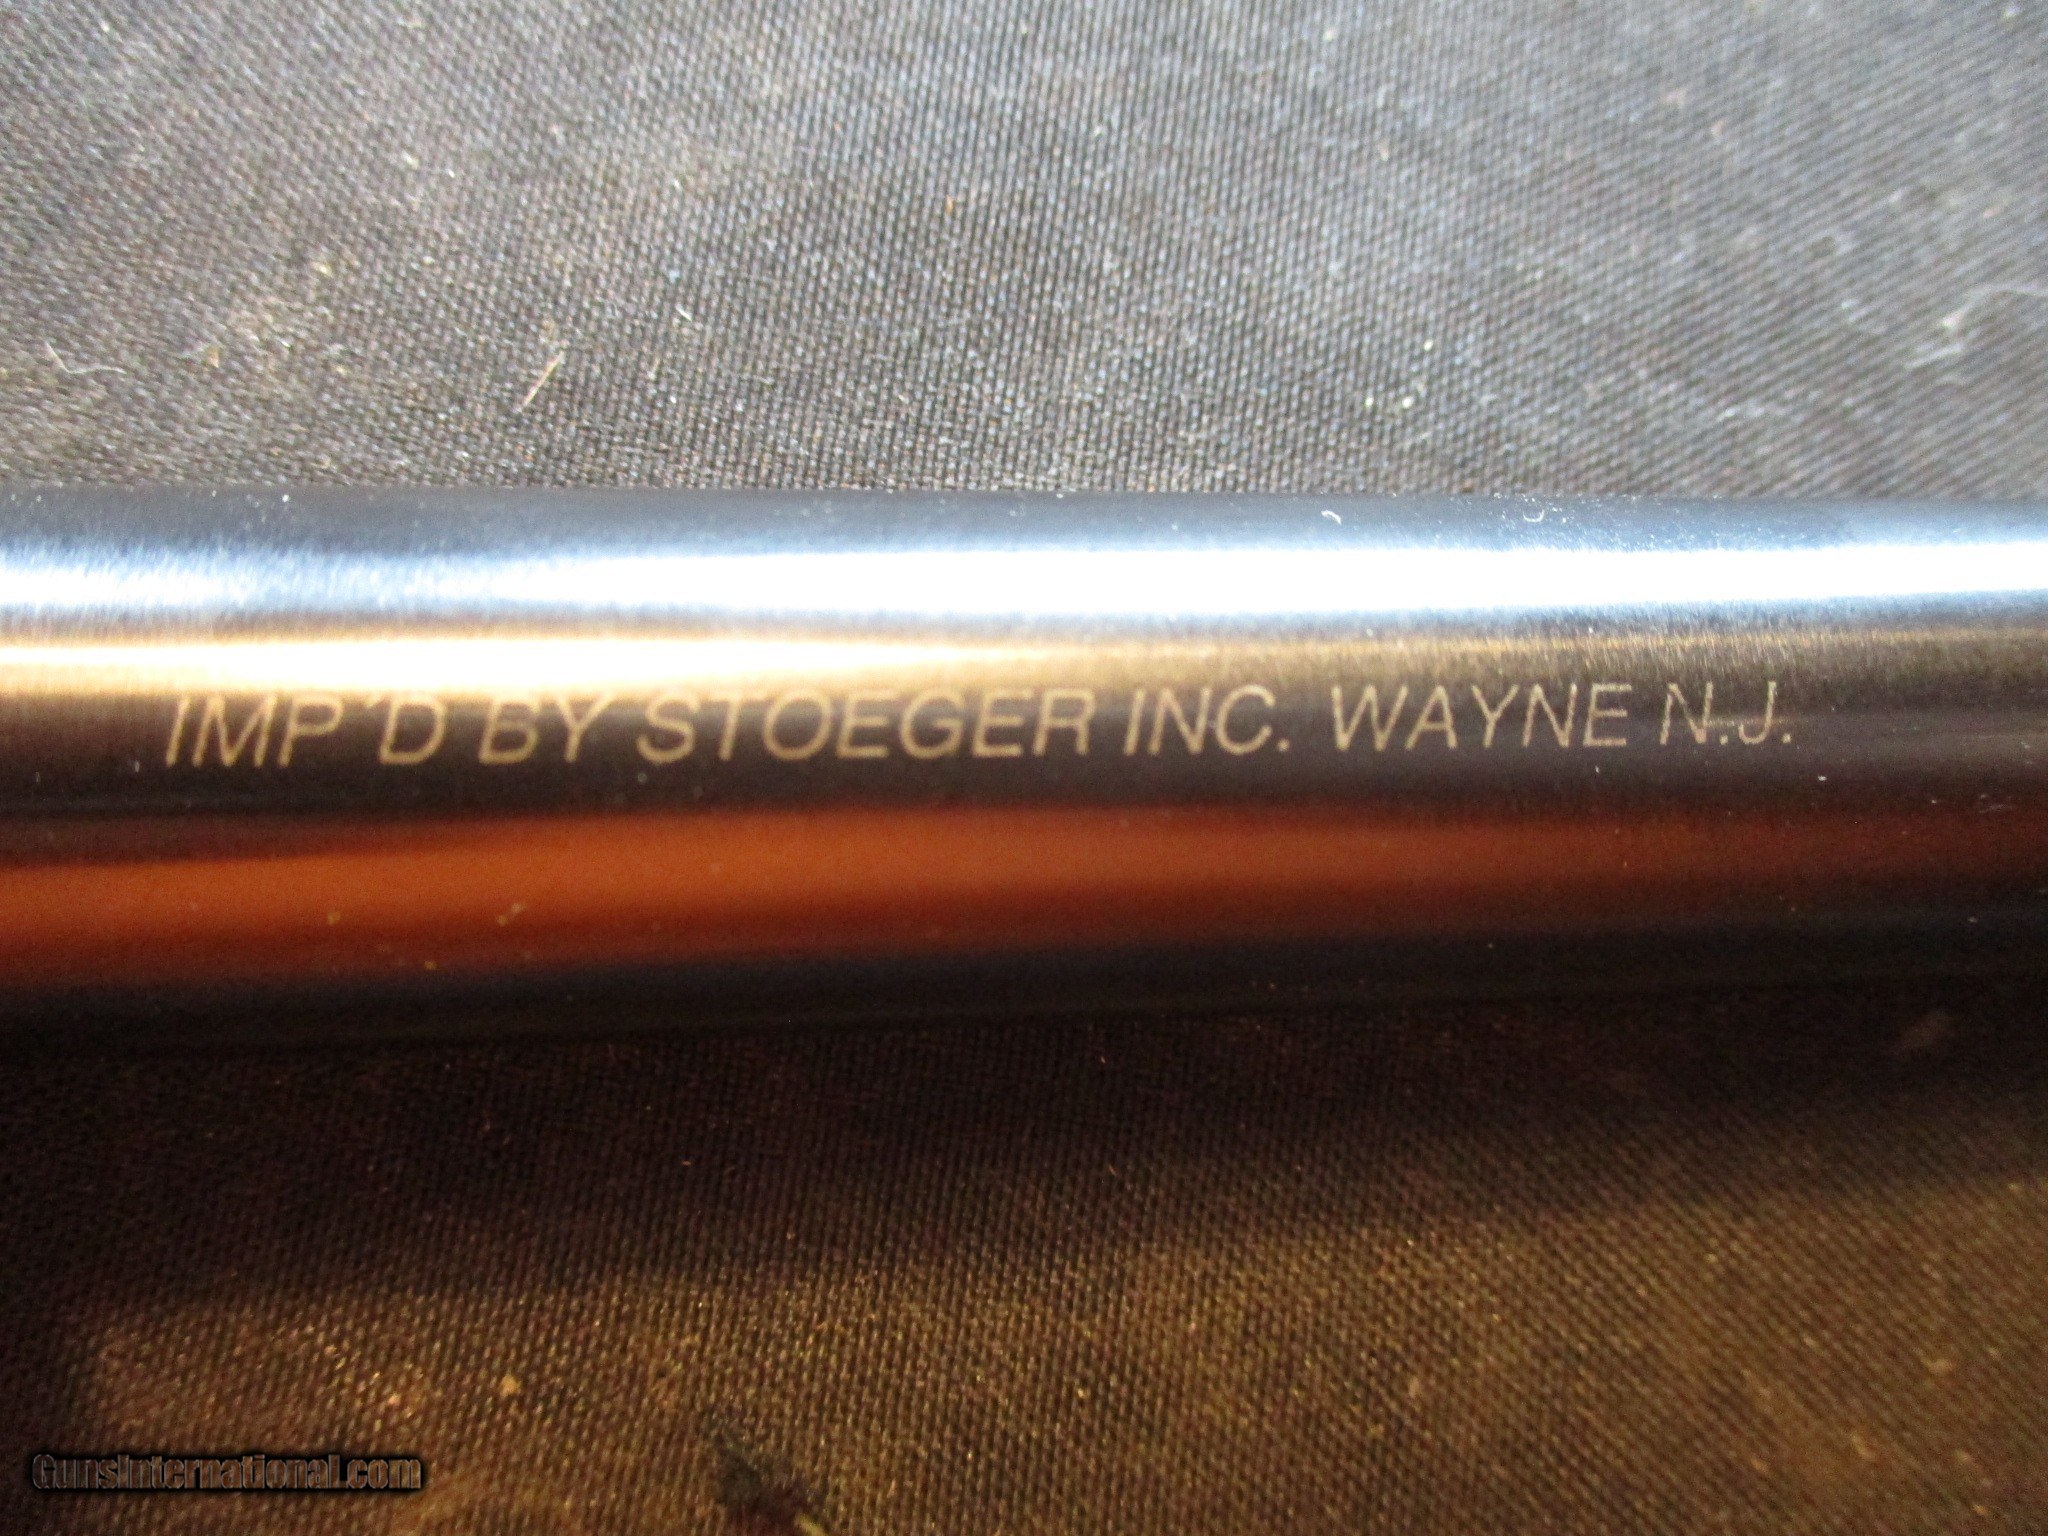 IMP'D BY STOEGER INC. WAYNE N.J.
GunsInternational.com